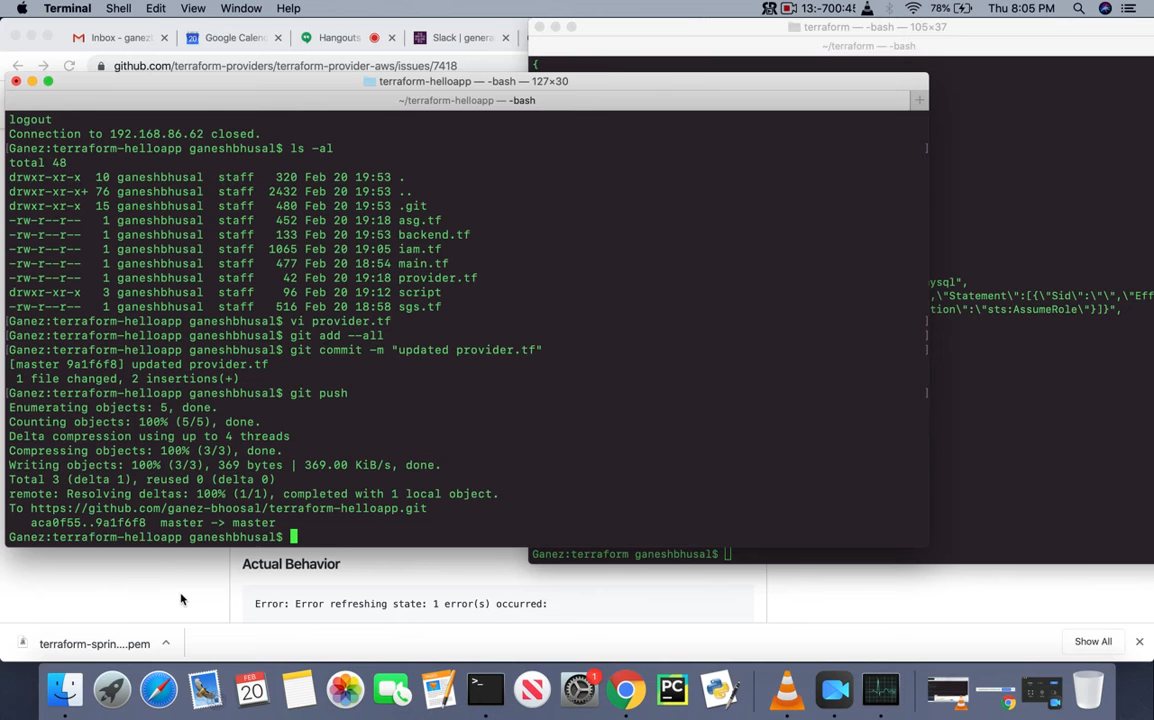 Terminal Shell Edit View Window Help
78% Thu 8:05 PM
Inbox - ganez
Google Calen
Hangouts
Slack | genera
github.com/terraform-providers/terraform-provider-aws/issues/7418
terraform — -bash — 105×37
~/terraform — -bash
{
terraform-helloapp — -bash — 127×30
~/terraform-helloapp — -bash
logout
Connection to 192.168.86.62 closed.
[Ganez:terraform-helloapp ganeshbhusal$ ls -al ]
total 48
drwxr-xr-x 10 ganeshbhusal staff 320 Feb 20 19:53 .
drwxr-xr-x+ 76 ganeshbhusal staff 2432 Feb 20 19:53 ..
drwxr-xr-x 15 ganeshbhusal staff 480 Feb 20 19:53 .git
-rw-r--r-- 1 ganeshbhusal staff 452 Feb 20 19:18 asg.tf
-rw-r--r-- 1 ganeshbhusal staff 133 Feb 20 19:53 backend.tf
-rw-r--r-- 1 ganeshbhusal staff 1065 Feb 20 19:05 iam.tf
-rw-r--r-- 1 ganeshbhusal staff 477 Feb 20 18:54 main.tf
-rw-r--r-- 1 ganeshbhusal staff 42 Feb 20 19:18 provider.tf
drwxr-xr-x 3 ganeshbhusal staff 96 Feb 20 19:12 script
-rw-r--r-- 1 ganeshbhusal staff 516 Feb 20 18:58 sgs.tf
[Ganez:terraform-helloapp ganeshbhusal$ vi provider.tf ]
[Ganez:terraform-helloapp ganeshbhusal$ git add --all ]
[Ganez:terraform-helloapp ganeshbhusal$ git commit -m "updated provider.tf" ]
[master 9a1f6f8] updated provider.tf
1 file changed, 2 insertions(+)
[Ganez:terraform-helloapp ganeshbhusal$ git push ]
Enumerating objects: 5, done.
Counting objects: 100% (5/5), done.
Delta compression using up to 4 threads
Compressing objects: 100% (3/3), done.
Writing objects: 100% (3/3), 369 bytes | 369.00 KiB/s, done.
Total 3 (delta 1), reused 0 (delta 0)
remote: Resolving deltas: 100% (1/1), completed with 1 local object.
To https://github.com/ganez-bhoosal/terraform-helloapp.git
aca0f55..9a1f6f8 master -> master
Ganez:terraform-helloapp ganeshbhusal$
ysql",
,\"Statement\":[{\"Sid\":\"\",\"Eff
tion\":\"sts:AssumeRole\"}]}",
Ganez:terraform ganeshbhusal$
Actual Behavior
Error: Error refreshing state: 1 error(s) occurred:
terraform-sprin....pem
Show All
FEB
20
1
PC